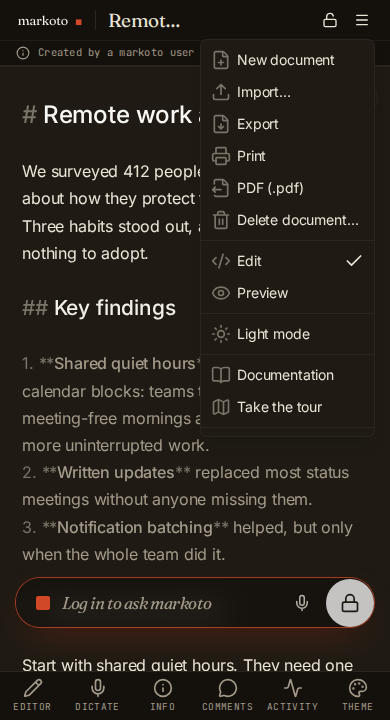 markoto
Remot...
Created by a markoto user
New document
Import...
Export
Print
PDF (.pdf)
Delete document...
Edit
Preview
Light mode
Documentation
Take the tour
# Remote work
We surveyed 412 people
about how they protect
Three habits stood out,
nothing to adopt.
## Key findings
1. **Shared quiet hours*
calendar blocks: teams
meeting-free mornings
more uninterrupted work.
2. **Written updates** replaced most status
meetings without anyone missing them.
3. **Notification batching** helped, but only
when the whole team did it.
Log in to ask markoto
Start with shared quiet hours. They need one
EDITOR
DICTATE
INFO
COMMENTS
ACTIVITY
THEME